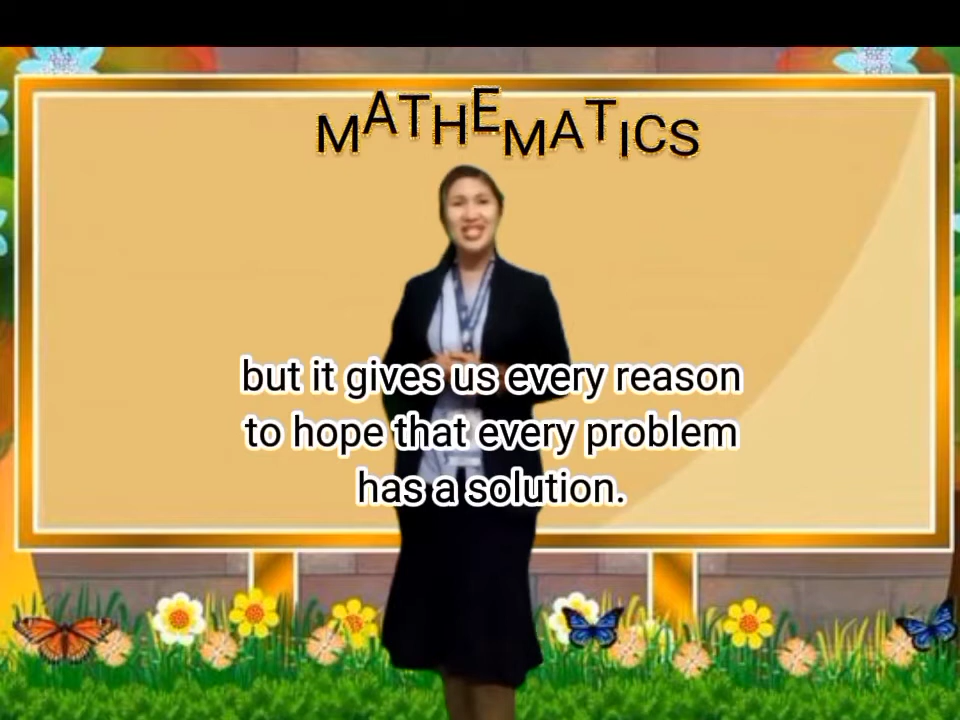 MATHEMATICS
but it gives us every reason
to hope that every problem
has a solution.